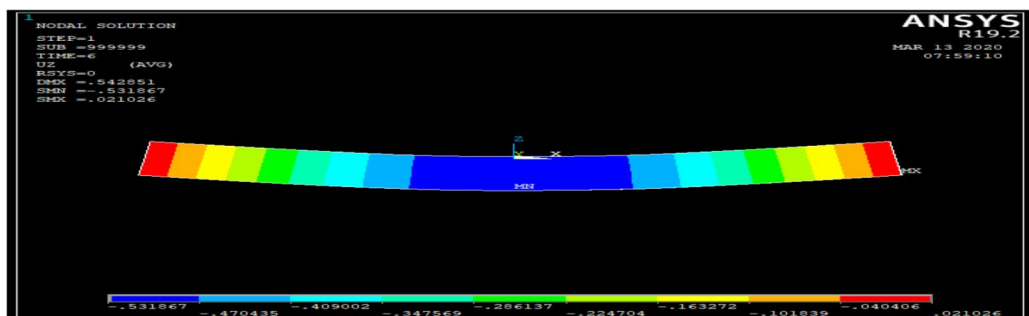 1
NODAL SOLUTION
STEP=1
SUB =999999
TIME=6
UZ (AVG)
RSYS=0
DMX =.542851
SMN =-.531867
SMX =.021026
ANSYS
R19.2
MAR 13 2020
07:59:10
Z
Y X
MN
MX
-.531867 -.409002 -.286137 -.163272 -.040406
-.470435 -.347569 -.224704 -.101839 .021026